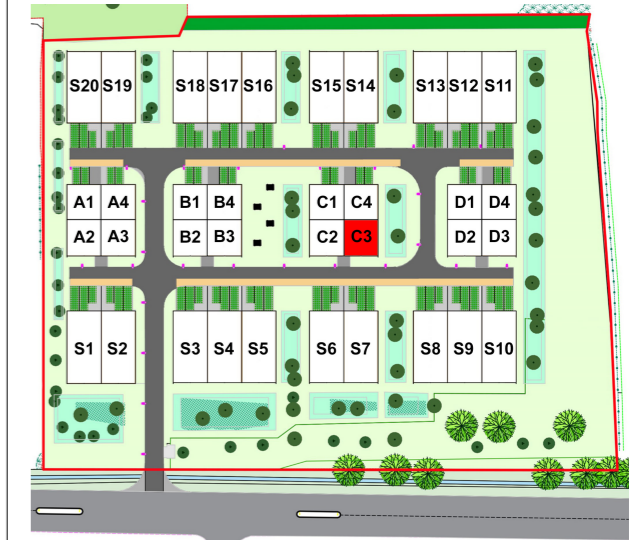 S20 S19 S18 S17 S16 S15 S14 S13 S12 S11
A1 A4 B1 B4 C1 C4 D1 D4
A2 A3 B2 B3 C2 C3 D2 D3
S1 S2 S3 S4 S5 S6 S7 S8 S9 S10